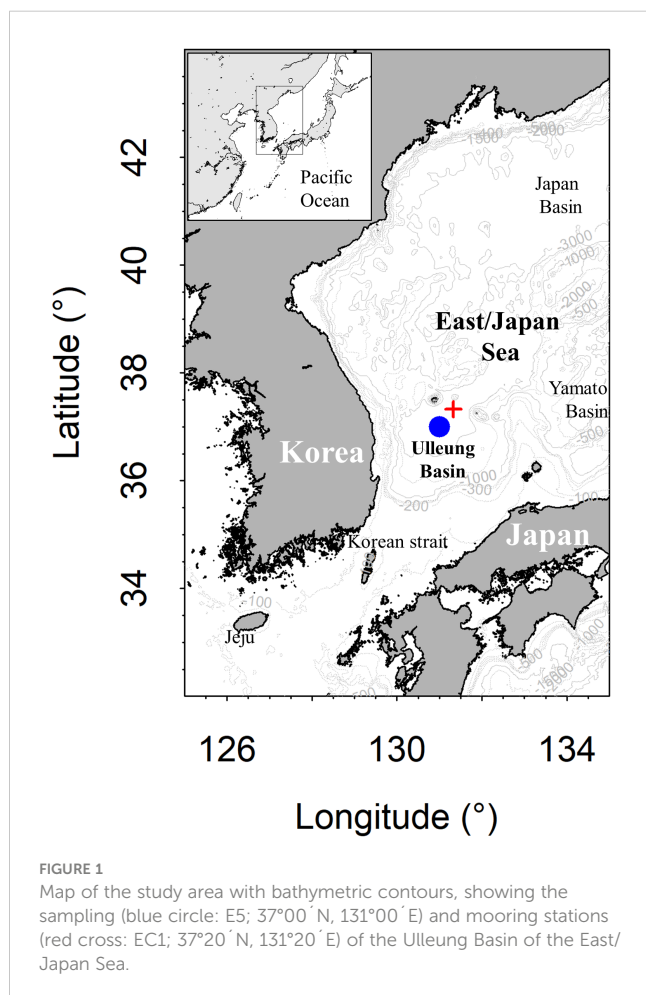 Pacific
Ocean
1500
-2000
Japan
Basin
-3000
-1000
-2000
-500
East/Japan
Sea
Yamato
Basin
-500
Korea
Ulleung
Basin
-1000
-300
-200
-100
Japan
Korean strait
-100
Jeju
-500
1000
42
40
38
36
34
Latitude (°)
126
130
134
Longitude (°)
FIGURE 1
Map of the study area with bathymetric contours, showing the
sampling (blue circle: E5; 37°00´N, 131°00´E) and mooring stations
(red cross: EC1; 37°20´N, 131°20´E) of the Ulleung Basin of the East/
Japan Sea.